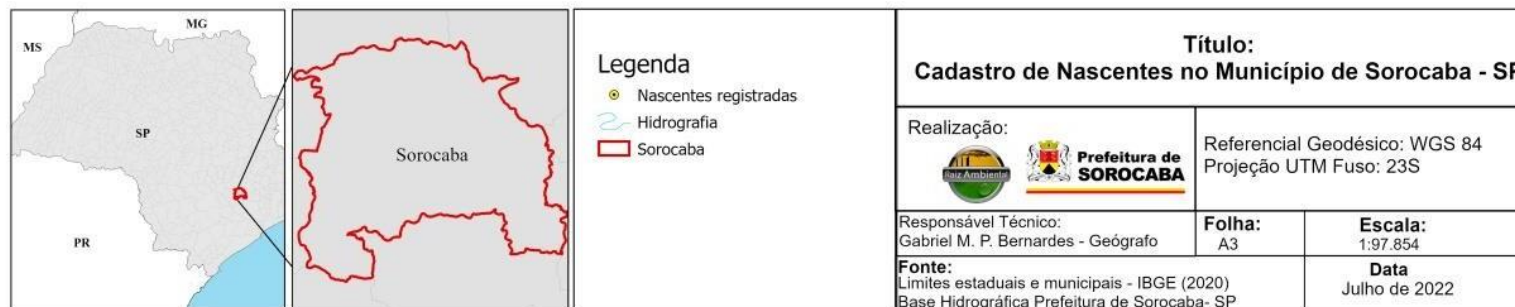 MG
MS
SP
PR
Sorocaba
Legenda
Nascentes registradas
Hidrografia
Sorocaba
Título:
Cadastro de Nascentes no Município de Sorocaba - SP
Realização:
Raiz Ambiental
Prefeitura de
SOROCABA
Referencial Geodésico: WGS 84
Projeção UTM Fuso: 23S
Responsável Técnico:
Gabriel M. P. Bernardes - Geógrafo
Folha:
A3
Escala:
1:97.854
Fonte:
Limites estaduais e municipais - IBGE (2020)
Base Hidrográfica Prefeitura de Sorocaba- SP
Data
Julho de 2022